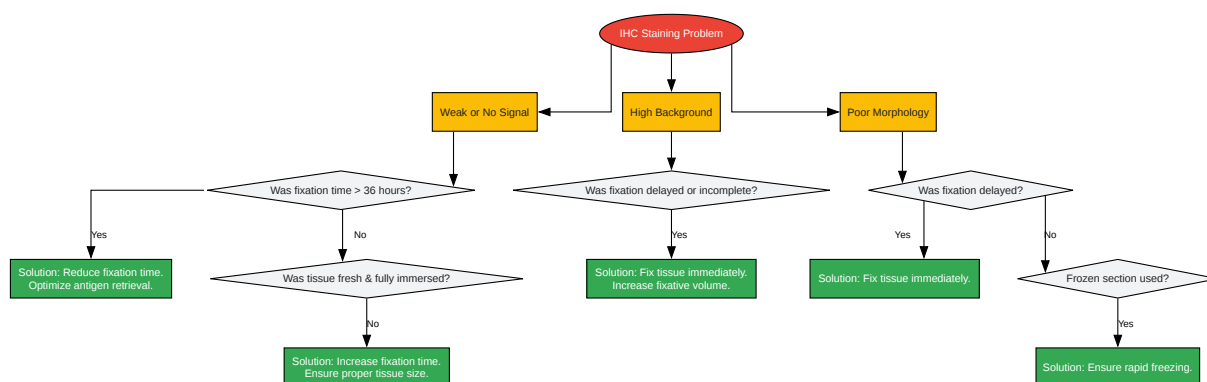 IHC Staining Problem
Weak or No Signal
High Background
Poor Morphology
Was fixation time > 36 hours?
Was fixation delayed or incomplete?
Was fixation delayed?
Yes
No
Yes
Yes
No
Solution: Reduce fixation time.
Optimize antigen retrieval.
Was tissue fresh & fully immersed?
Solution: Fix tissue immediately.
Increase fixative volume.
Solution: Fix tissue immediately.
Frozen section used?
No
Yes
Solution: Increase fixation time.
Ensure proper tissue size.
Solution: Ensure rapid freezing.